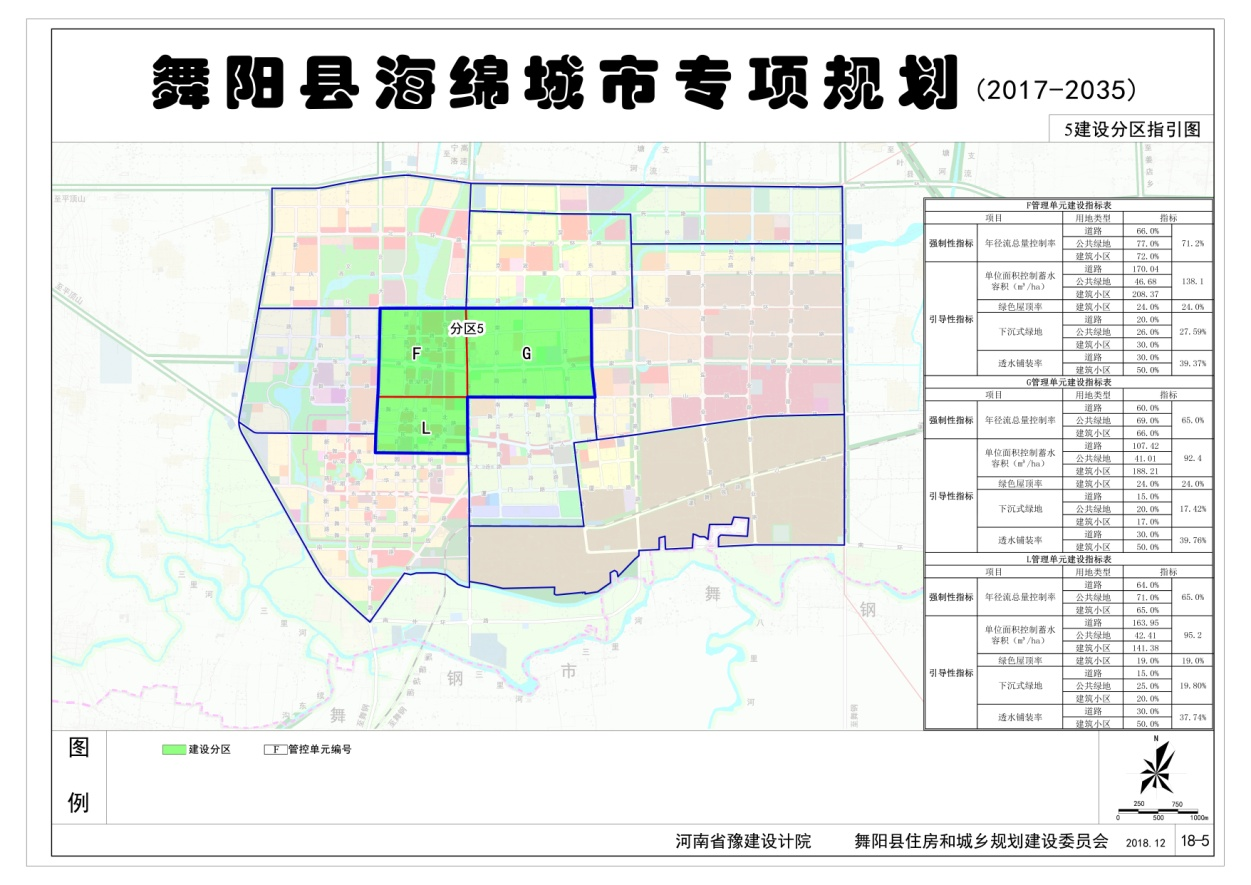 舞阳县海绵城市专项规划(2017-2035)
5建设分区指引图
至平顶山
至平顶山
分区5
F
G
L
三里河
三里河
舞
钢
市
舞
钢
八里河
三里河
F管理单元建设指标表
项目 用地类型 指标
强制性指标 年径流总量控制率 道路 66.0% 71.2%
公共绿地 77.0%
建筑小区 72.0%
引导性指标 单位面积控制蓄水容积(m³/ha) 道路 170.04 138.1
公共绿地 46.68
建筑小区 208.37
绿色屋顶率 建筑小区 24.0% 24.0%
下沉式绿地 道路 20.0% 27.59%
公共绿地 26.0%
建筑小区 30.0%
透水铺装率 道路 30.0% 39.37%
建筑小区 50.0%
G管理单元建设指标表
项目 用地类型 指标
强制性指标 年径流总量控制率 道路 60.0% 65.0%
公共绿地 69.0%
建筑小区 66.0%
引导性指标 单位面积控制蓄水容积(m³/ha) 道路 107.42 92.4
公共绿地 41.01
建筑小区 188.21
绿色屋顶率 建筑小区 24.0% 24.0%
下沉式绿地 道路 15.0% 17.42%
公共绿地 20.0%
建筑小区 17.0%
透水铺装率 道路 30.0% 39.76%
建筑小区 50.0%
L管理单元建设指标表
项目 用地类型 指标
强制性指标 年径流总量控制率 道路 64.0% 65.0%
公共绿地 71.0%
建筑小区 65.0%
引导性指标 单位面积控制蓄水容积(m³/ha) 道路 163.95 95.2
公共绿地 42.41
建筑小区 141.38
绿色屋顶率 建筑小区 19.0% 19.0%
下沉式绿地 道路 15.0% 19.80%
公共绿地 25.0%
建筑小区 20.0%
透水铺装率 道路 30.0% 37.74%
建筑小区 50.0%
图例
建设分区
F 管控单元编号
N
250 750
0 500 1000m
河南省豫建设计院 舞阳县住房和城乡规划建设委员会 2018.12 18-5